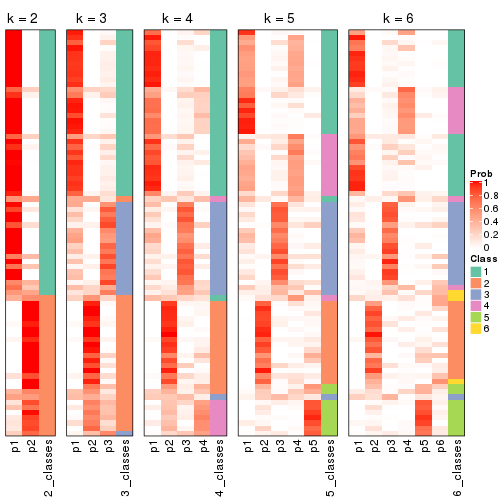 k = 2
k = 3
k = 4
k = 5
k = 6
Prob
1
0.8
0.6
0.4
0.2
0
Class
1
2
3
4
5
6
p1
p2
2_classes
p1
p2
p3
3_classes
p1
p2
p3
p4
4_classes
p1
p2
p3
p4
p5
5_classes
p1
p2
p3
p4
p5
p6
6_classes